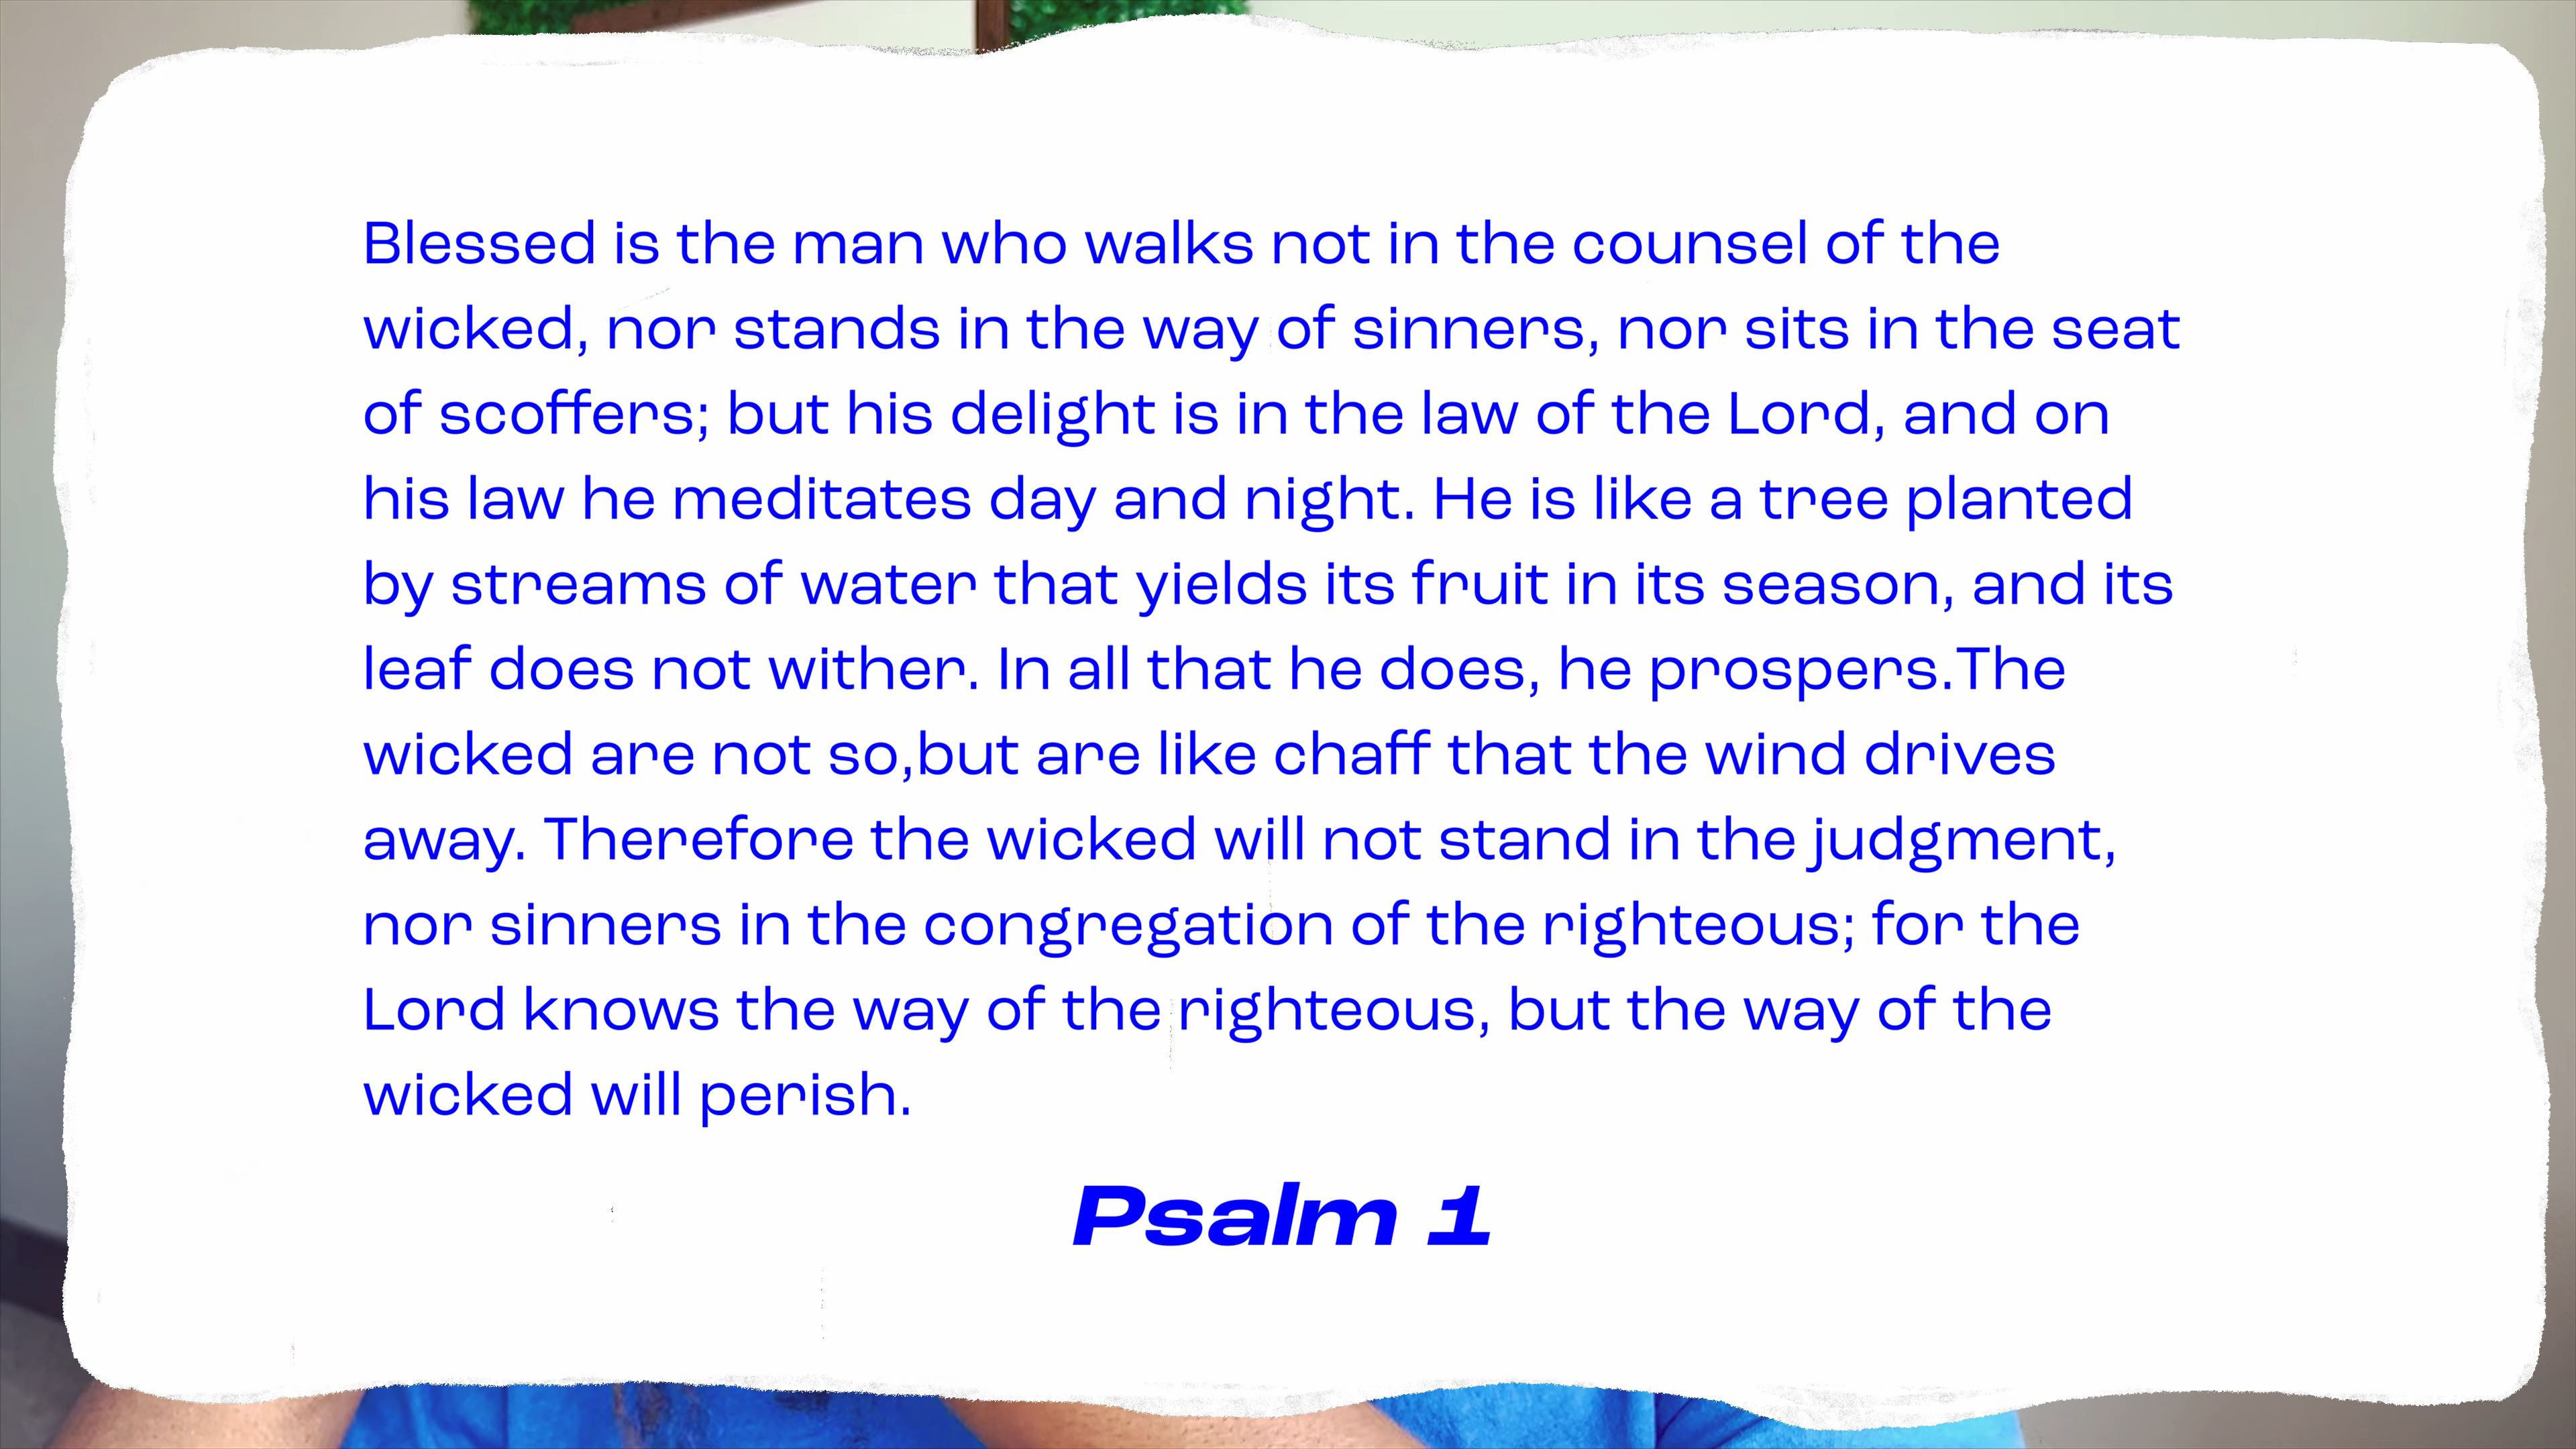 Blessed is the man who walks not in the counsel of the
wicked, nor stands in the way of sinners, nor sits in the seat
of scoffers; but his delight is in the law of the Lord, and on
his law he meditates day and night. He is like a tree planted
by streams of water that yields its fruit in its season, and its
leaf does not wither. In all that he does, he prospers.The
wicked are not so,but are like chaff that the wind drives
away. Therefore the wicked will not stand in the judgment,
nor sinners in the congregation of the righteous; for the
Lord knows the way of the righteous, but the way of the
wicked will perish.
Psalm 1